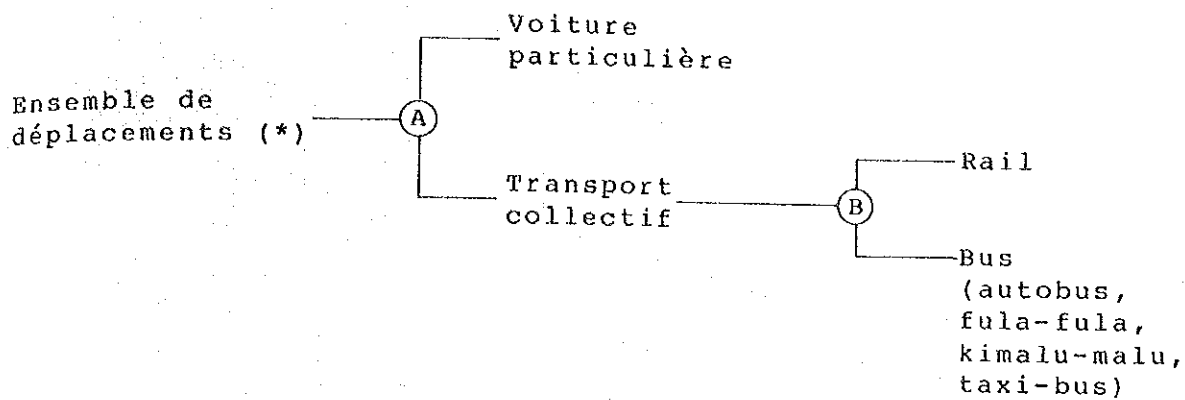 Voiture
particulière
Ensemble de
déplacements (*)
A
Transport
collectif
Rail
B
Bus
(autobus,
fula-fula,
kimalu-malu,
taxi-bus)